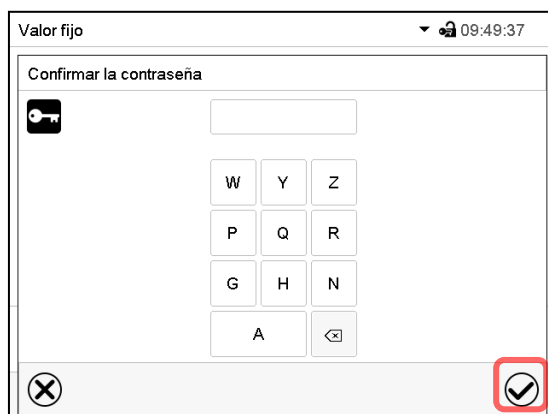 Valor fijo 09:49:37
Confirmar la contraseña
W Y Z
P Q R
G H N
A